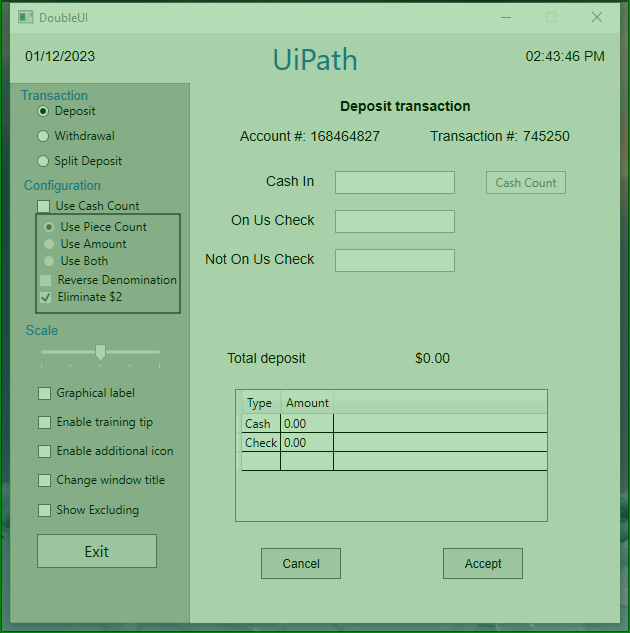 DoubleUI
01/12/2023
UiPath
02:43:46 PM
Transaction
Deposit
Withdrawal
Split Deposit
Configuration
Use Cash Count
Use Piece Count
Use Amount
Use Both
Reverse Denomination
Eliminate $2
Scale
Graphical label
Enable training tip
Enable additional icon
Change window title
Show Excluding
Exit
Deposit transaction
Account #: 168464827 Transaction #: 745250
Cash In Cash Count
On Us Check
Not On Us Check
Total deposit $0.00
Type Amount
Cash 0.00
Check 0.00
Cancel Accept